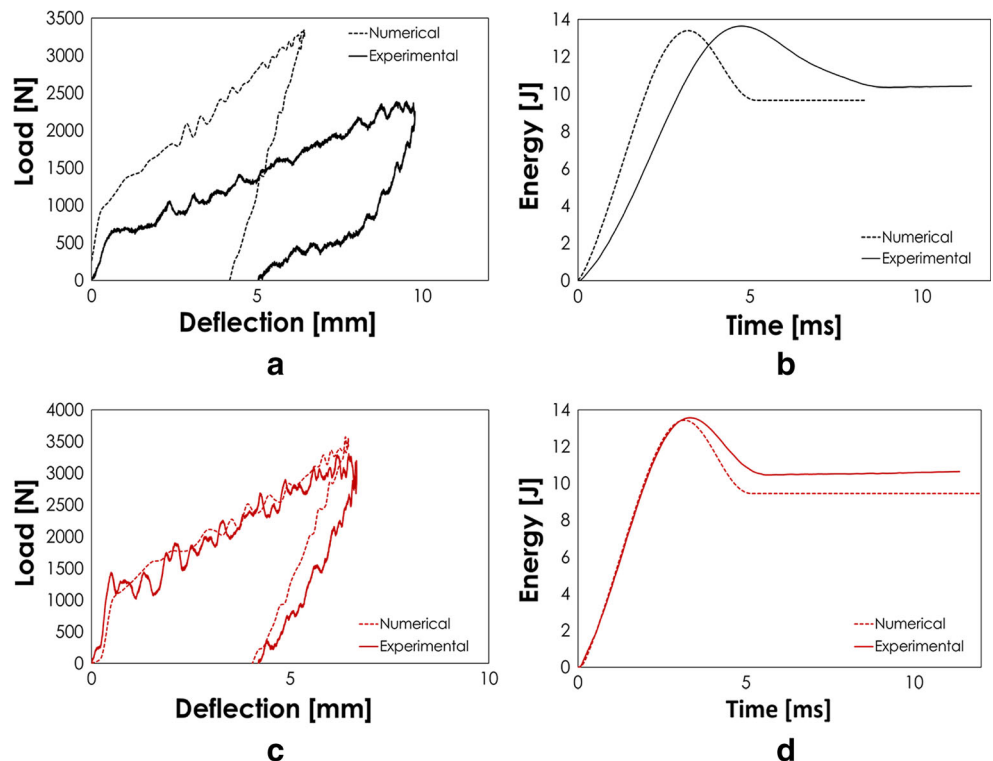 3500
3000
2500
2000
1500
1000
500
0
0
5
10
Load [N]
Deflection [mm]
Numerical
Experimental
a
14
12
10
8
6
4
2
0
0
5
10
Energy [J]
Time [ms]
Numerical
Experimental
b
4000
3500
3000
2500
2000
1500
1000
500
0
0
5
10
Load [N]
Deflection [mm]
Numerical
Experimental
c
14
12
10
8
6
4
2
0
0
5
10
Energy [J]
Time [ms]
Numerical
Experimental
d